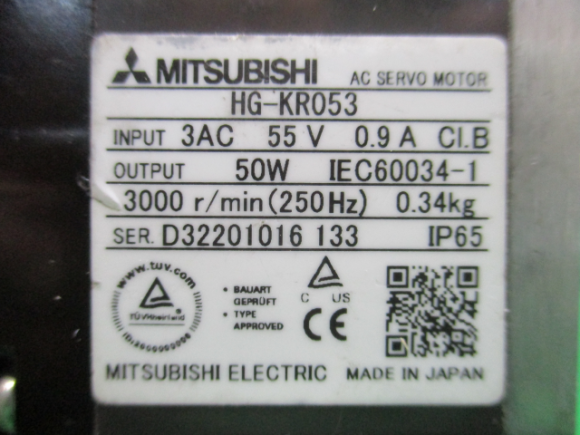 MITSUBISHI AC SERVO MOTOR
HG-KR053
INPUT 3AC 55 V 0.9 A CI.B
OUTPUT 50W IEC60034-1
3000 r/min (250Hz) 0.34kg
SER. D32201016 133 IP65
www.tuv.com
TÜVRheinland
• BAUART
GEPRÜFT
• TYPE
APPROVED
C US
CE
MITSUBISHI ELECTRIC MADE IN JAPAN